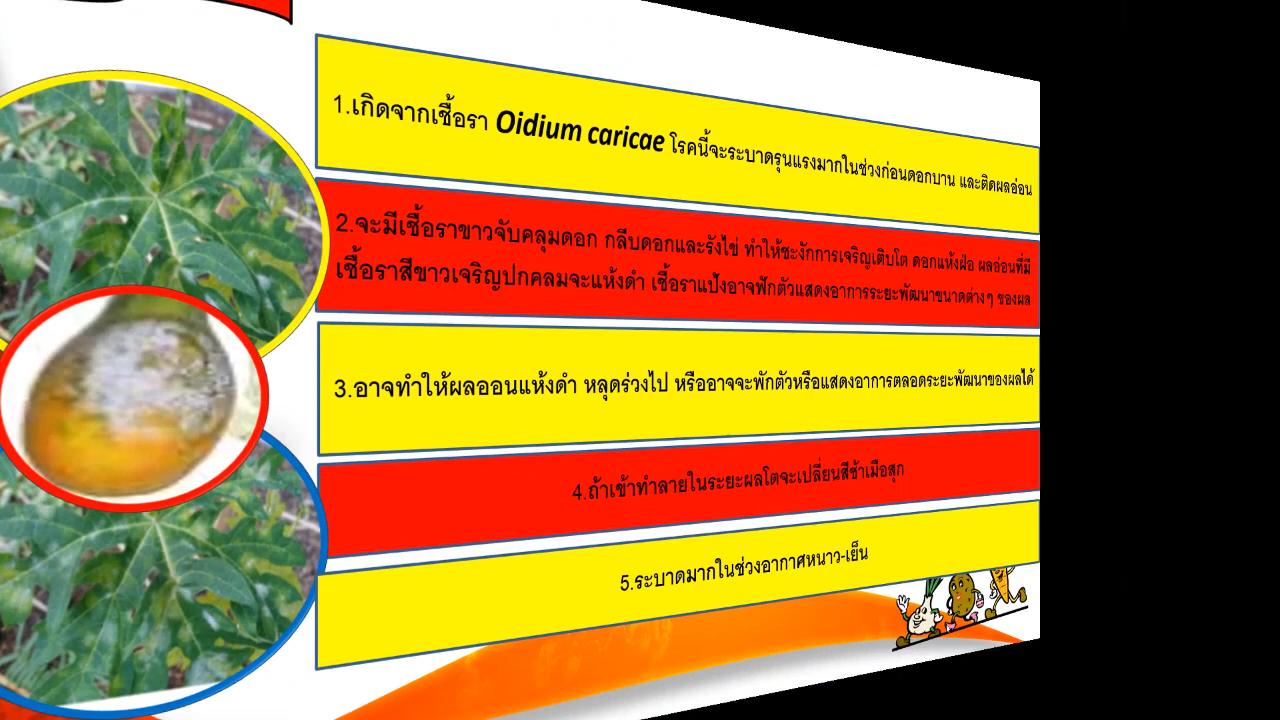 1.เกิดจากเชื้อรา Oidium caricae โรคนี้จะระบาดรุนแรงมากในช่วงก่อนดอกบาน และติดผลอ่อน
2.จะมีเชื้อราขาวจับคลุมดอก กลีบดอกและรังไข่ ทำให้ชะงักการเจริญเติบโต ดอกแห้งฝ่อ ผลอ่อนที่มี
เชื้อราสีขาวเจริญปกคลมจะแห้งดำ เชื้อราแป้งอาจฟักตัวแสดงอาการระยะพัฒนาขนาดต่างๆ ของผล
3.อาจทำให้ผลออนแห้งดำ หลุดร่วงไป หรืออาจจะพักตัวหรือแสดงอาการตลอดระยะพัฒนาของผลได้
4.ถ้าเข้าทำลายในระยะผลโตจะเปลี่ยนสีช้าเมือสุก
5.ระบาดมากในช่วงอากาศหนาว-เย็น